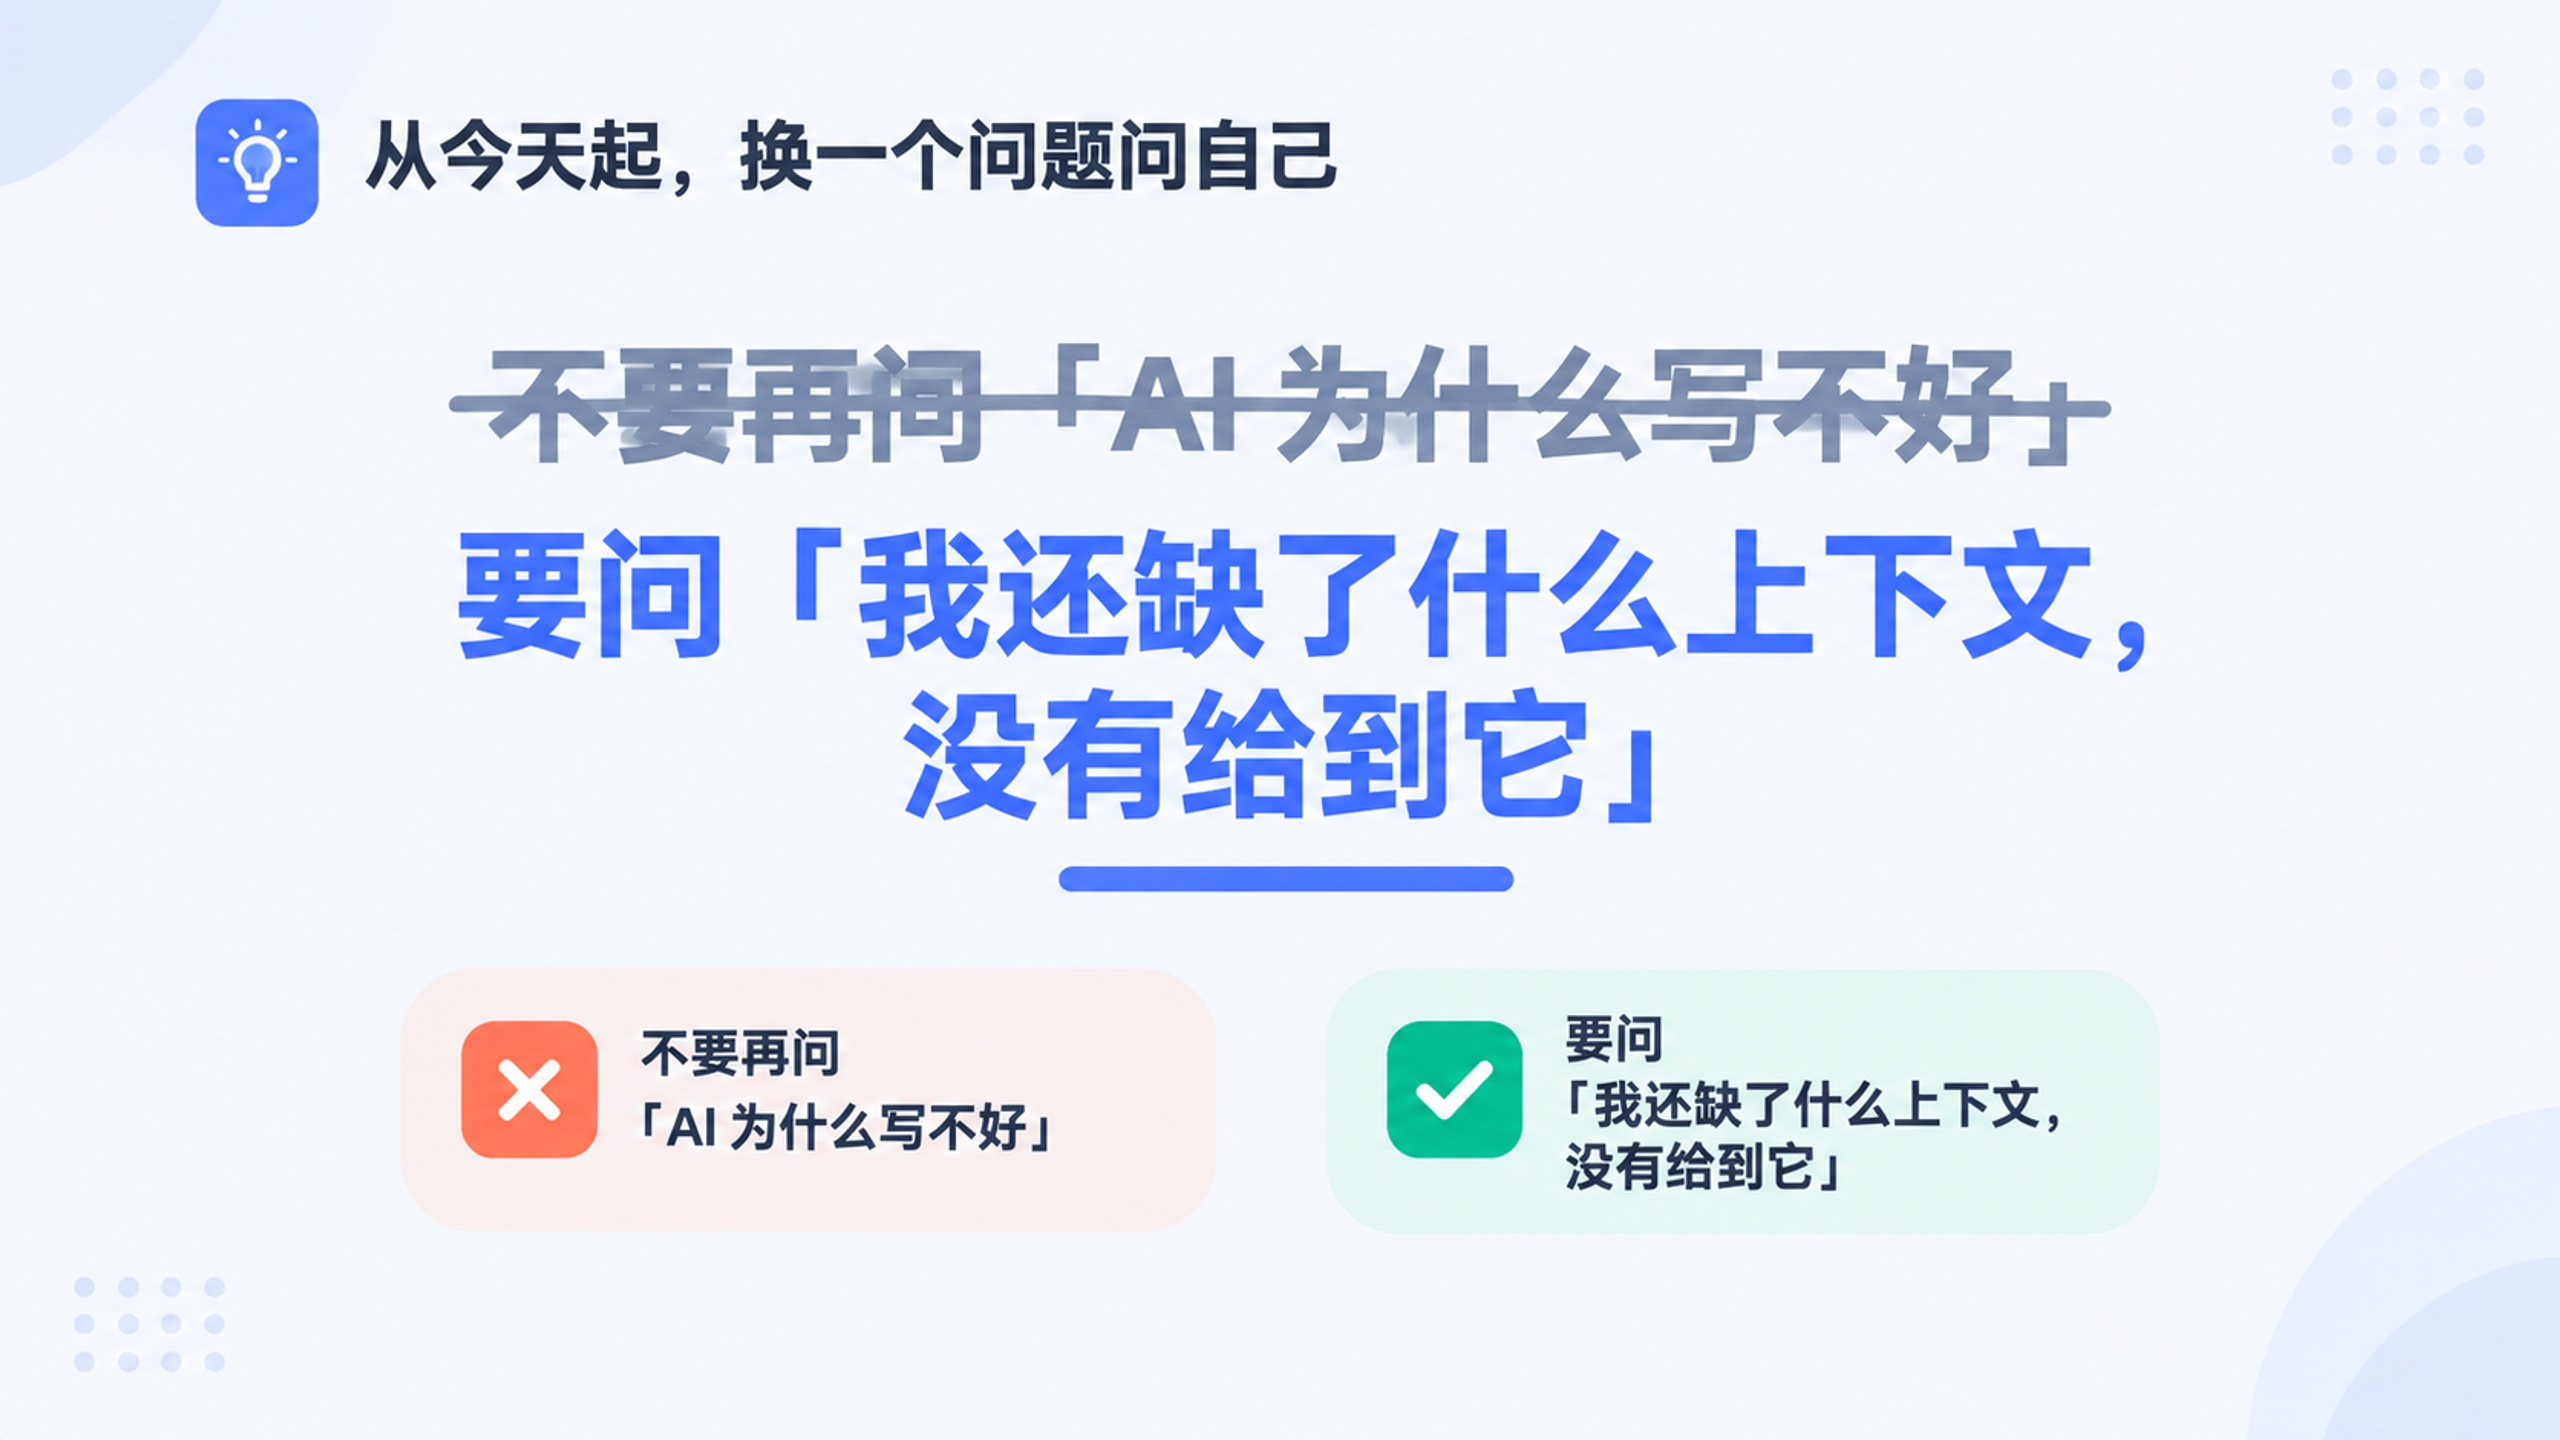 从今天起，换一个问题问自己
不要再问「AI 为什么写不好」
要问「我还缺了什么上下文，
没有给到它」
不要再问
「AI 为什么写不好」
要问
「我还缺了什么上下文，
没有给到它」